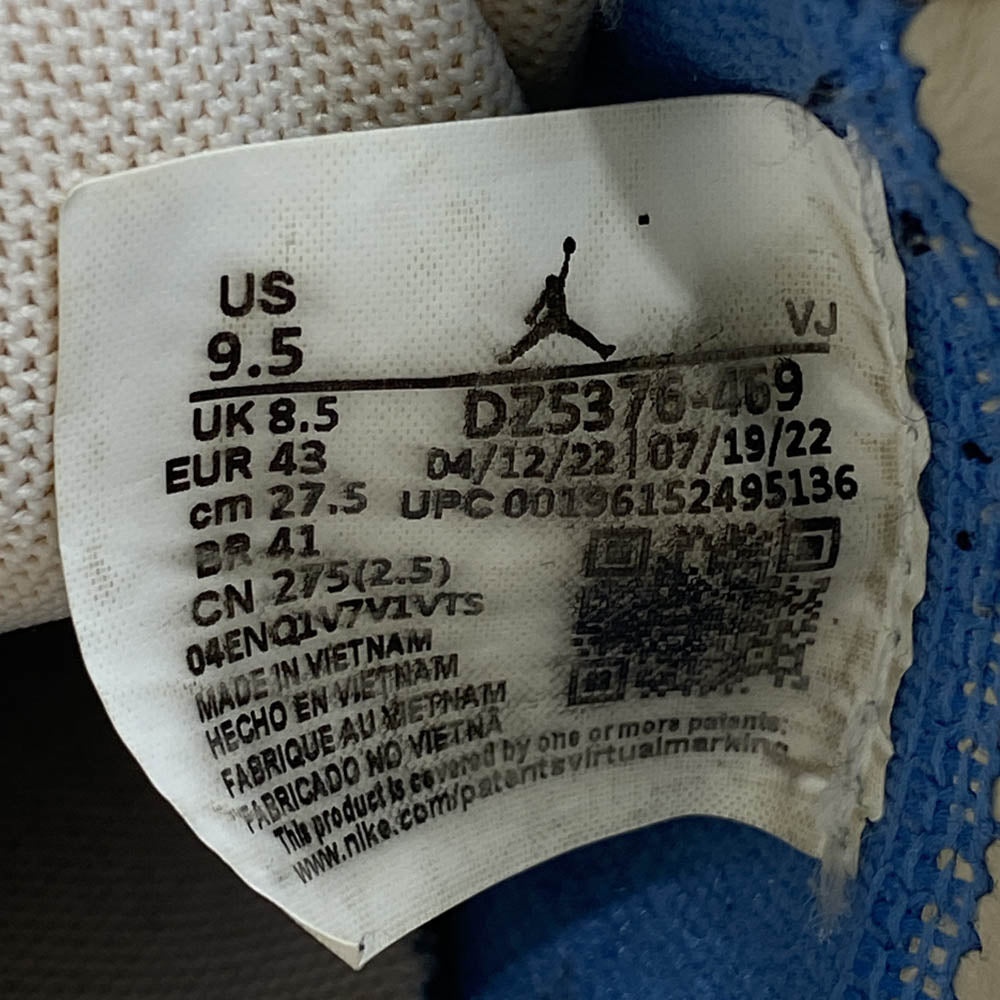 US
9.5
VJ
UK 8.5
EUR 43
cm 27.5
BR 41
CN 275(2.5)
04ENQ1V7V1VTS
DZ5376-469
04/12/22 | 07/19/22
UPC 00196152495136
MADE IN VIETNAM
HECHO EN VIETNAM
FABRIQUE AU VIETNAM
FABRICADO NO VIETNÃ
This product is covered by one or more patents:
www.nike.com/patentsvirtualmarking